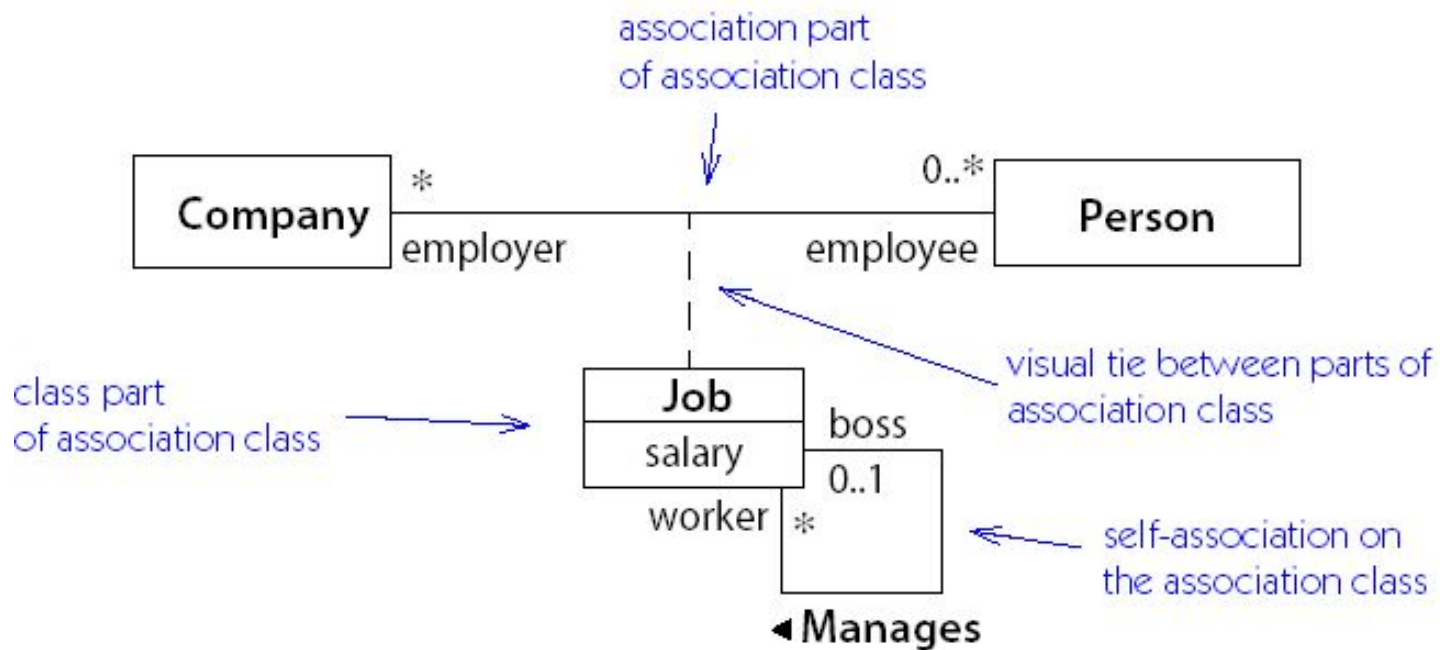 association part
of association class
*
0..*
Company
Person
employer
employee
visual tie between parts of
association class
class part
of association class
Job
boss
salary
0..1
worker
*
self-association on
the association class
◄Manages